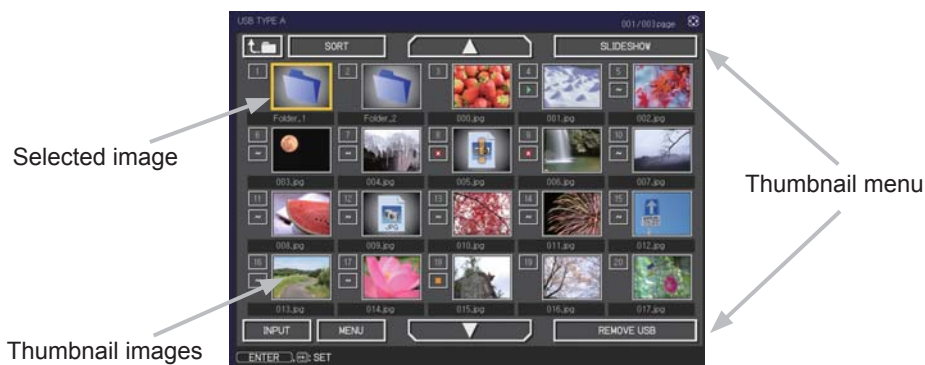 USB TYPE A
001/003page
SORT
SLIDESHOW
1
2
3
4
5
Folder_1
Folder_2
000.jpg
001.jpg
002.jpg
Selected image
Thumbnail menu
6
7
8
9
10
003.jpg
004.jpg
005.jpg
006.jpg
007.jpg
11
12
13
14
15
JPG
008.jpg
009.jpg
010.jpg
011.jpg
012.jpg
16
17
18
19
20
013.jpg
014.jpg
015.jpg
016.jpg
017.jpg
Thumbnail images
INPUT
MENU
REMOVE USB
ENTER , : SET